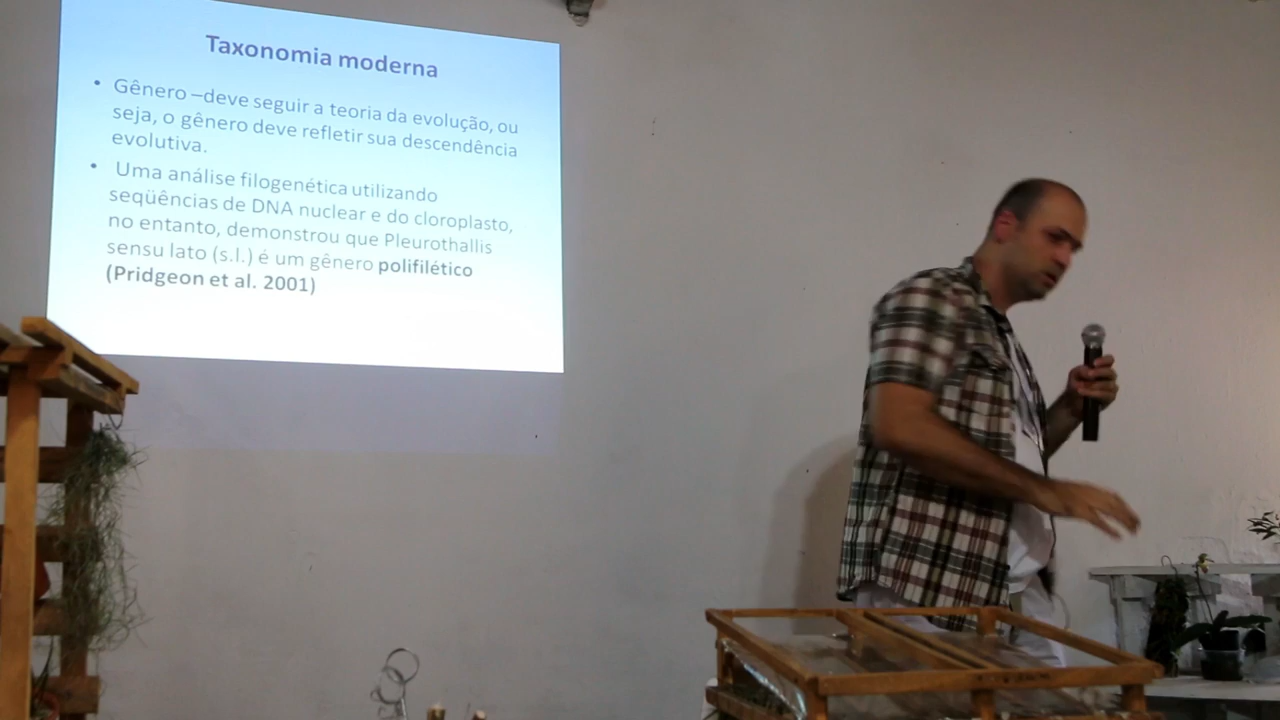 Taxonomia moderna
• Gênero –deve seguir a teoria da evolução, ou
seja, o gênero deve refletir sua descendência
evolutiva.
• Uma análise filogenética utilizando
seqüências de DNA nuclear e do cloroplasto,
no entanto, demonstrou que Pleurothallis
sensu lato (s.l.) é um gênero polifilético
(Pridgeon et al. 2001)